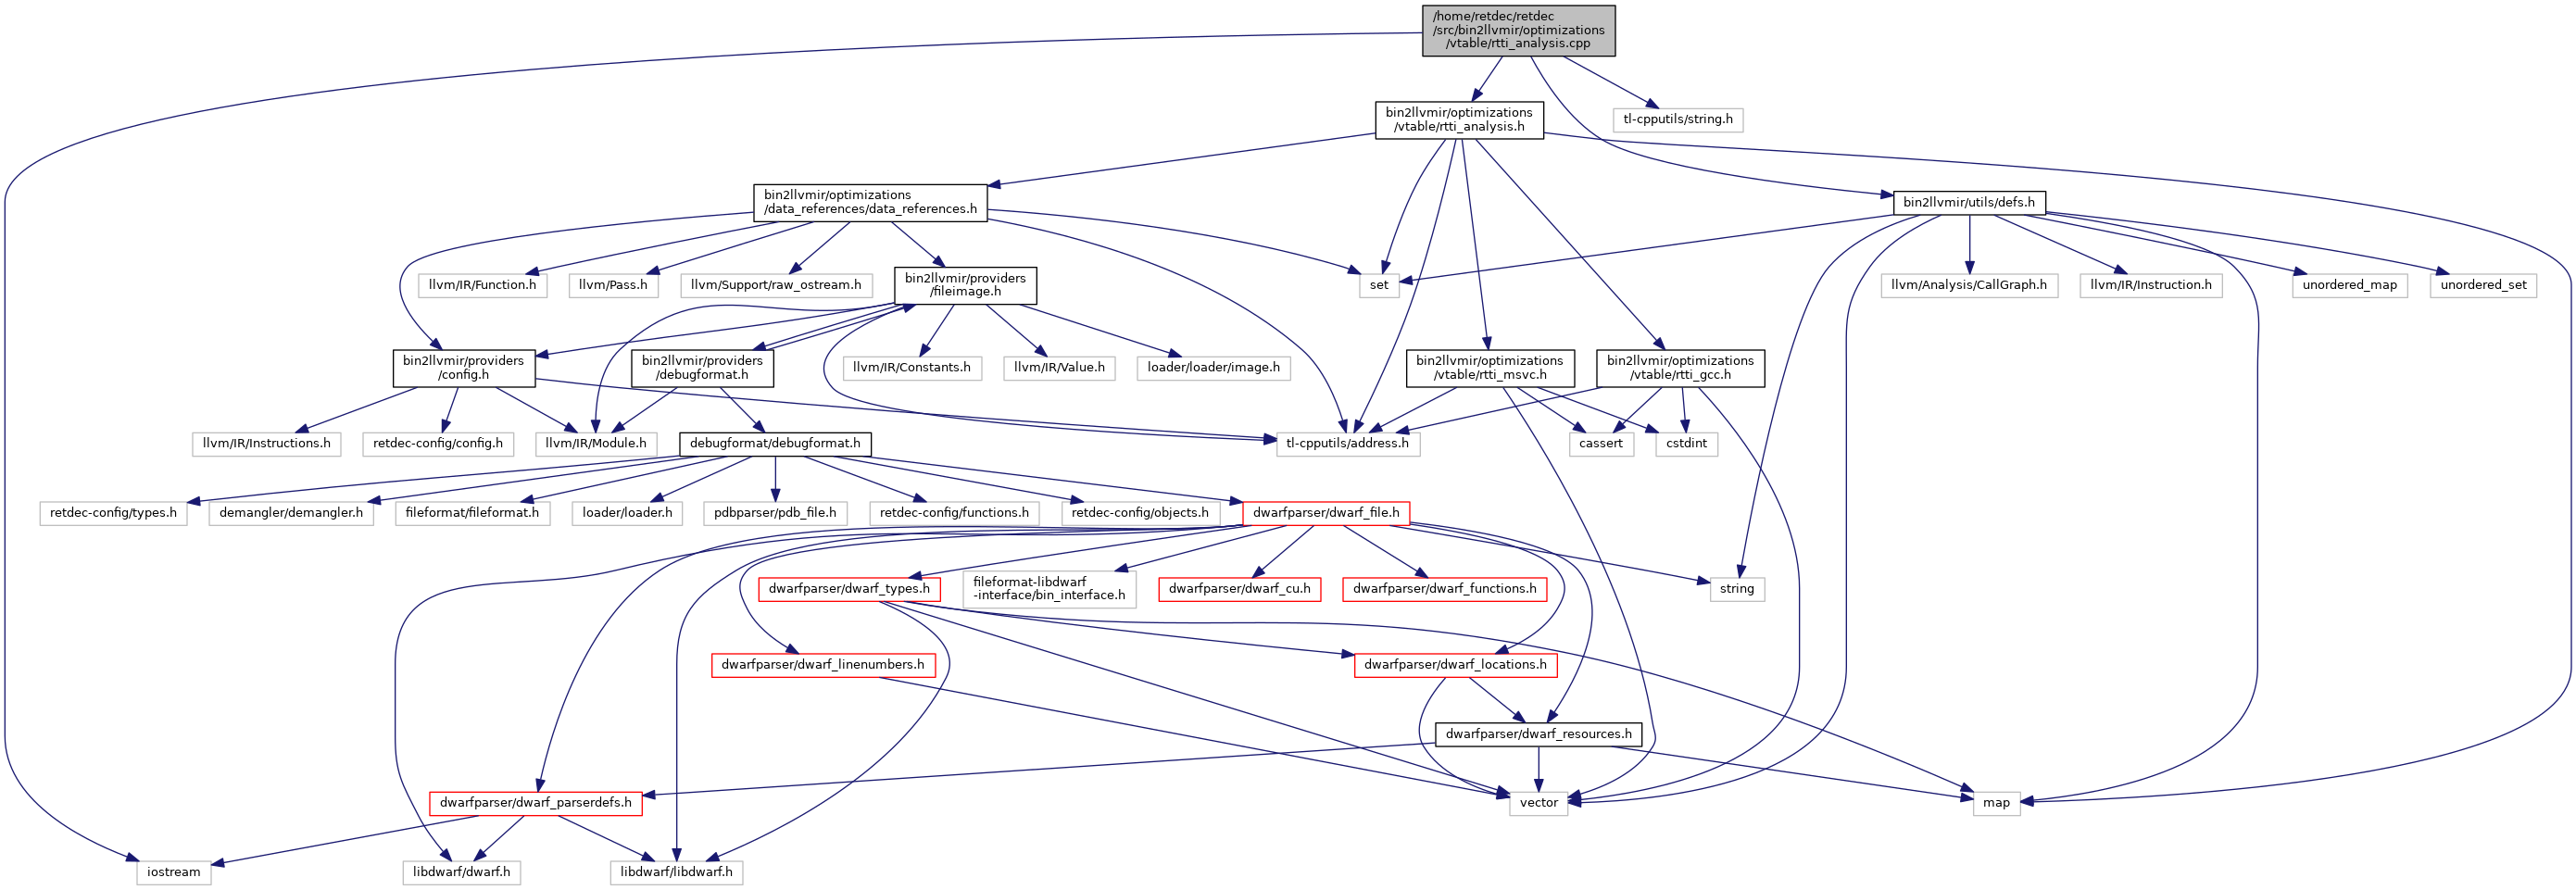 /home/retdec/retdec
/src/bin2llvmir/optimizations
/vtable/rtti_analysis.cpp
bin2llvmir/optimizations
/vtable/rtti_analysis.h
tl-cpputils/string.h
bin2llvmir/optimizations
/data_references/data_references.h
bin2llvmir/utils/defs.h
llvm/IR/Function.h
llvm/Pass.h
llvm/Support/raw_ostream.h
bin2llvmir/providers
/fileimage.h
set
llvm/Analysis/CallGraph.h
llvm/IR/Instruction.h
unordered_map
unordered_set
bin2llvmir/providers
/config.h
bin2llvmir/providers
/debugformat.h
llvm/IR/Constants.h
llvm/IR/Value.h
loader/loader/image.h
bin2llvmir/optimizations
/vtable/rtti_msvc.h
bin2llvmir/optimizations
/vtable/rtti_gcc.h
llvm/IR/Instructions.h
retdec-config/config.h
llvm/IR/Module.h
debugformat/debugformat.h
tl-cpputils/address.h
cassert
cstdint
retdec-config/types.h
demangler/demangler.h
fileformat/fileformat.h
loader/loader.h
pdbparser/pdb_file.h
retdec-config/functions.h
retdec-config/objects.h
dwarfparser/dwarf_file.h
dwarfparser/dwarf_types.h
fileformat-libdwarf
-interface/bin_interface.h
dwarfparser/dwarf_cu.h
dwarfparser/dwarf_functions.h
string
dwarfparser/dwarf_linenumbers.h
dwarfparser/dwarf_locations.h
dwarfparser/dwarf_resources.h
dwarfparser/dwarf_parserdefs.h
vector
map
iostream
libdwarf/dwarf.h
libdwarf/libdwarf.h